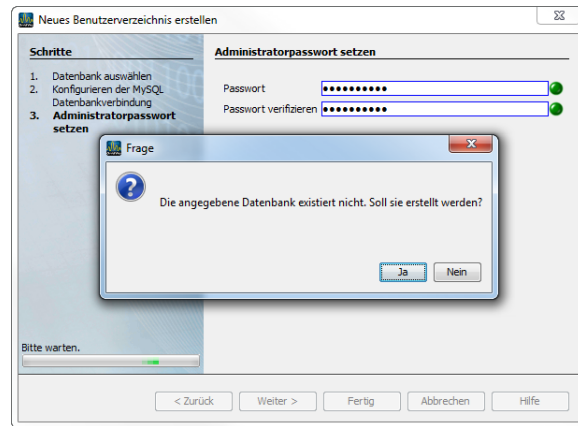 Neues Benutzerverzeichnis erstellen
Schritte
1. Datenbank auswählen
2. Konfigurieren der MySQL
Datenbankverbindung
3. Administratorpasswort
setzen
Administratorpasswort setzen
Passwort
Passwort verifizieren
Frage
Die angegebene Datenbank existiert nicht. Soll sie erstellt werden?
Ja Nein
Bitte warten.
< Zurück Weiter > Fertig Abbrechen Hilfe